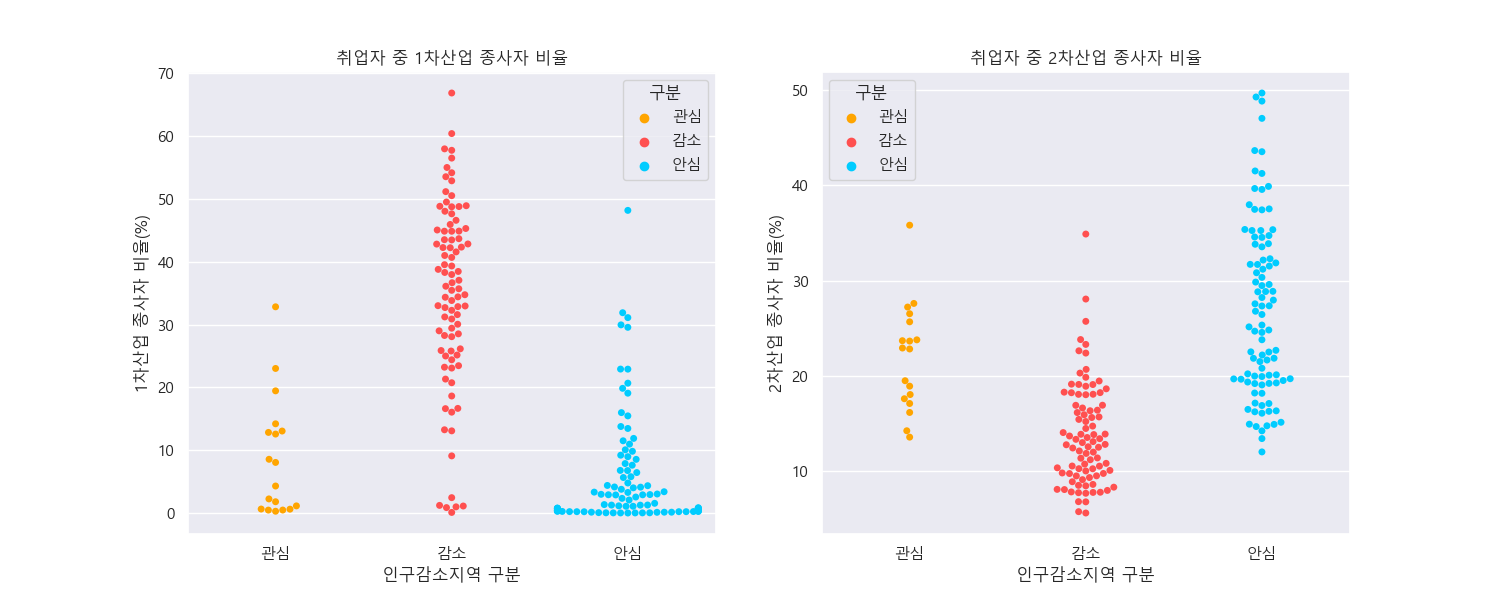 취업자 중 1차산업 종사자 비율
1차산업 종사자 비율(%)
70
60
50
40
30
20
10
0
구분
관심
감소
안심
관심 감소 안심
인구감소지역 구분
취업자 중 2차산업 종사자 비율
2차산업 종사자 비율(%)
50
40
30
20
10
구분
관심
감소
안심
관심 감소 안심
인구감소지역 구분